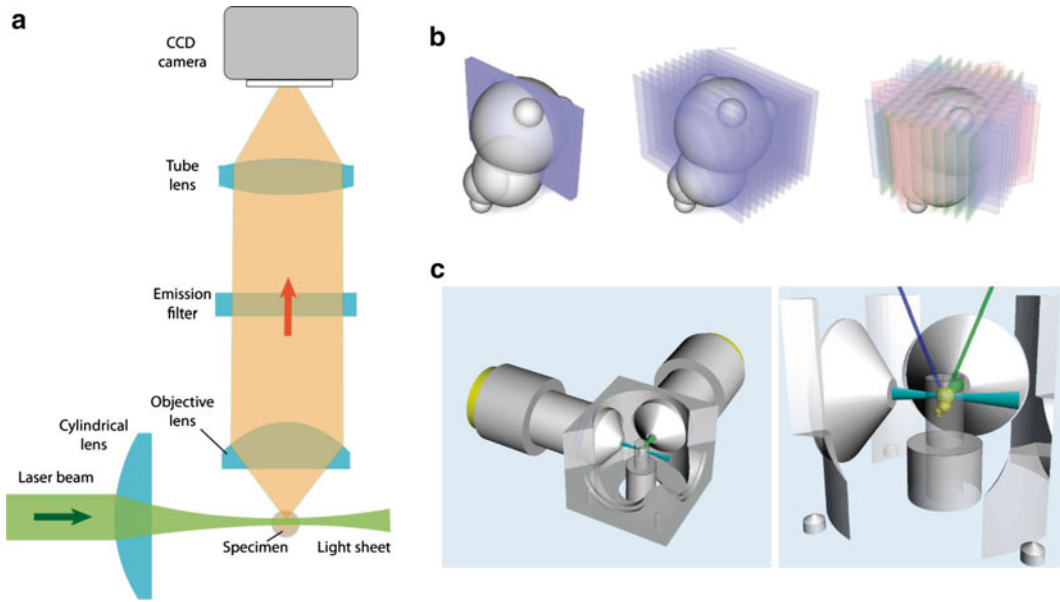 a
CCD
camera
Tube
lens
Emission
filter
Objective
lens
Cylindrical
lens
Laser beam
Specimen
Light sheet
b
c